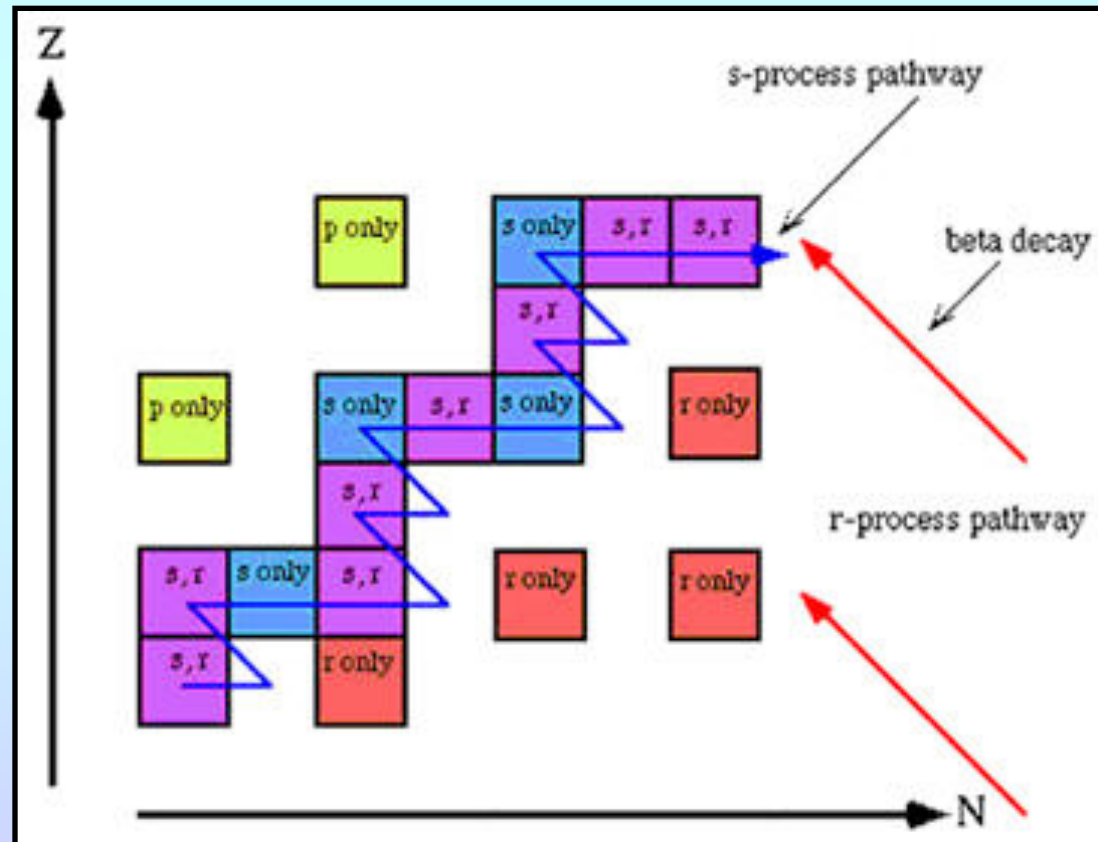 Z
s-process pathway
p only
s only
s,r
s,r
beta decay
s,r
p only
s only
s,r
s only
r only
s,r
r-process pathway
s,r
s only
s,r
r only
r only
s,r
r only
N